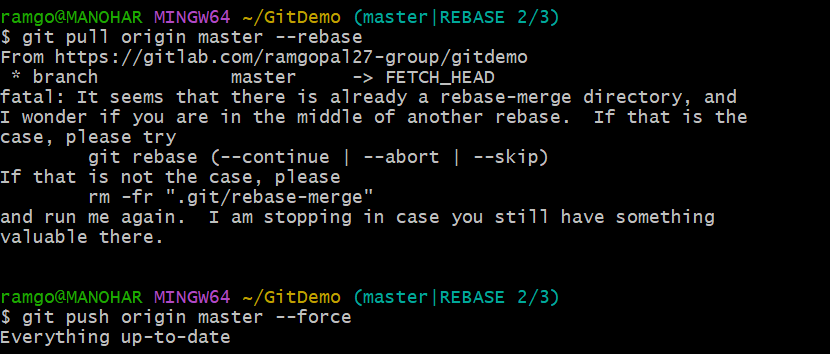 ramgo@MANOHAR MINGW64 ~/GitDemo (master|REBASE 2/3)
$ git pull origin master --rebase
From https://gitlab.com/ramgopal27-group/gitdemo
 * branch            master     -> FETCH_HEAD
fatal: It seems that there is already a rebase-merge directory, and
I wonder if you are in the middle of another rebase.  If that is the
case, please try
        git rebase (--continue | --abort | --skip)
If that is not the case, please
        rm -fr ".git/rebase-merge"
and run me again.  I am stopping in case you still have something
valuable there.
ramgo@MANOHAR MINGW64 ~/GitDemo (master|REBASE 2/3)
$ git push origin master --force
Everything up-to-date